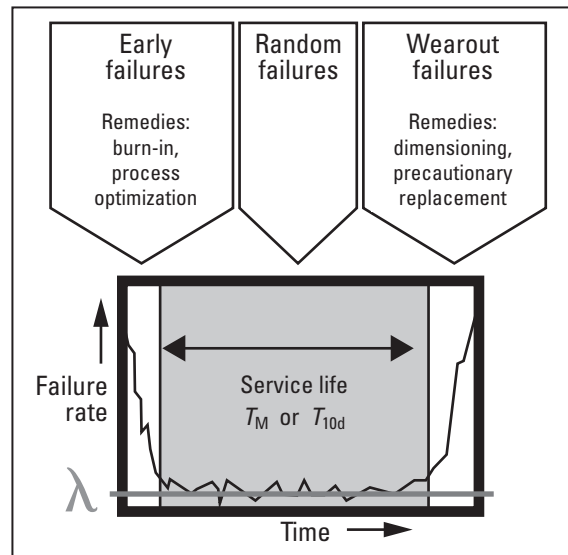 Early
failures
Remedies:
burn-in,
process
optimization
Random
failures
Wearout
failures
Remedies:
dimensioning,
precautionary
replacement
Failure
rate
Service life
TM or T10d
λ
Time